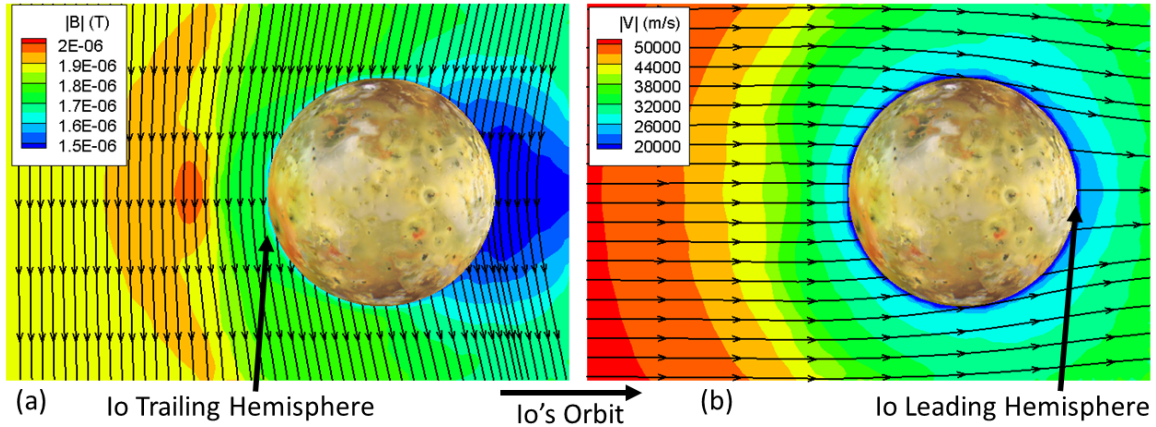 |B| (T)
2E-06
1.9E-06
1.8E-06
1.7E-06
1.6E-06
1.5E-06
|V| (m/s)
50000
44000
38000
32000
26000
20000
(a)
Io Trailing Hemisphere
Io's Orbit
(b)
Io Leading Hemisphere